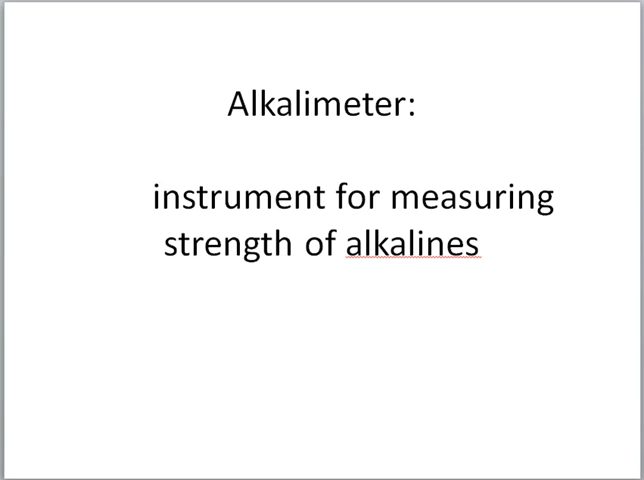 Alkalimeter:
instrument for measuring
strength of alkalines